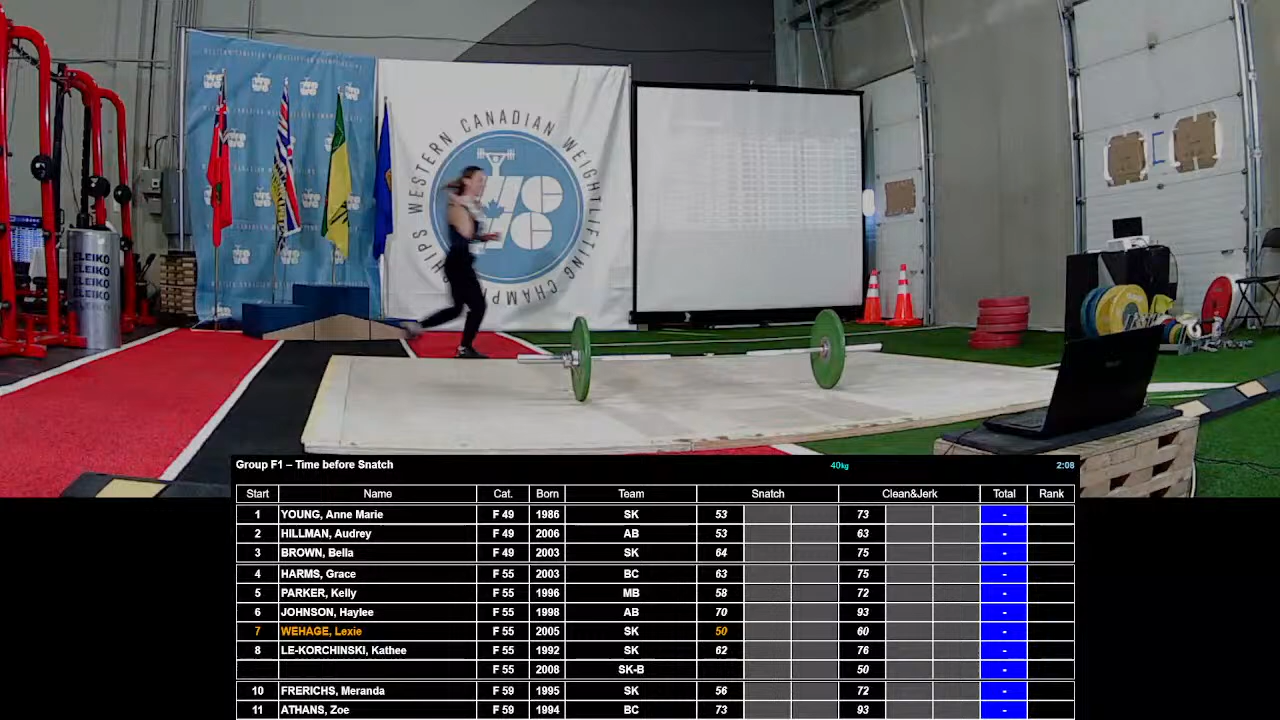 WESTERN CANADIAN WEIGHTLIFTING CHAMP
HIPS
WC
WC
ELEIKO
ELEIKO
ELEIKO
ELEIKO
Group F1 – Time before Snatch 40kg 2:08
Start Name Cat. Born Team Snatch Clean&Jerk Total Rank
1 YOUNG, Anne Marie F 49 1986 SK 53 73 -
2 HILLMAN, Audrey F 49 2006 AB 53 63 -
3 BROWN, Bella F 49 2003 SK 64 75 -
4 HARMS, Grace F 55 2003 BC 63 75 -
5 PARKER, Kelly F 55 1996 MB 58 72 -
6 JOHNSON, Haylee F 55 1998 AB 70 93 -
7 WEHAGE, Lexie F 55 2005 SK 50 60 -
8 LE-KORCHINSKI, Kathee F 55 1992 SK 62 76 -
F 55 2008 SK-B 50 -
10 FRERICHS, Meranda F 59 1995 SK 56 72 -
11 ATHANS, Zoe F 59 1994 BC 73 93 -